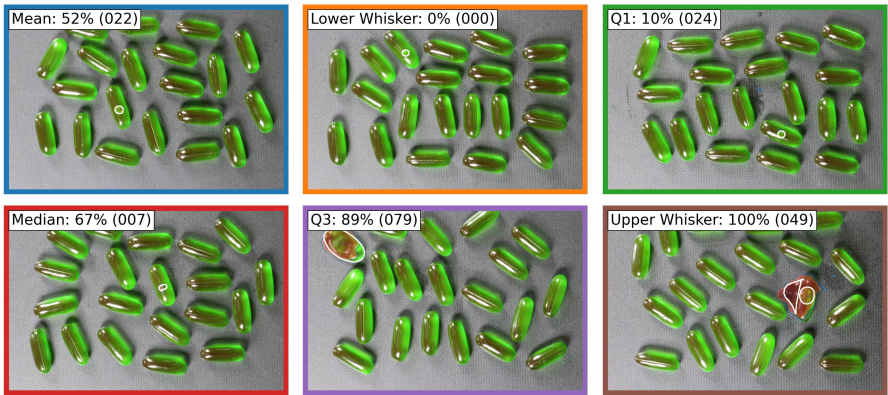 Mean: 52% (022)
Lower Whisker: 0% (000)
Q1: 10% (024)
Median: 67% (007)
Q3: 89% (079)
Upper Whisker: 100% (049)